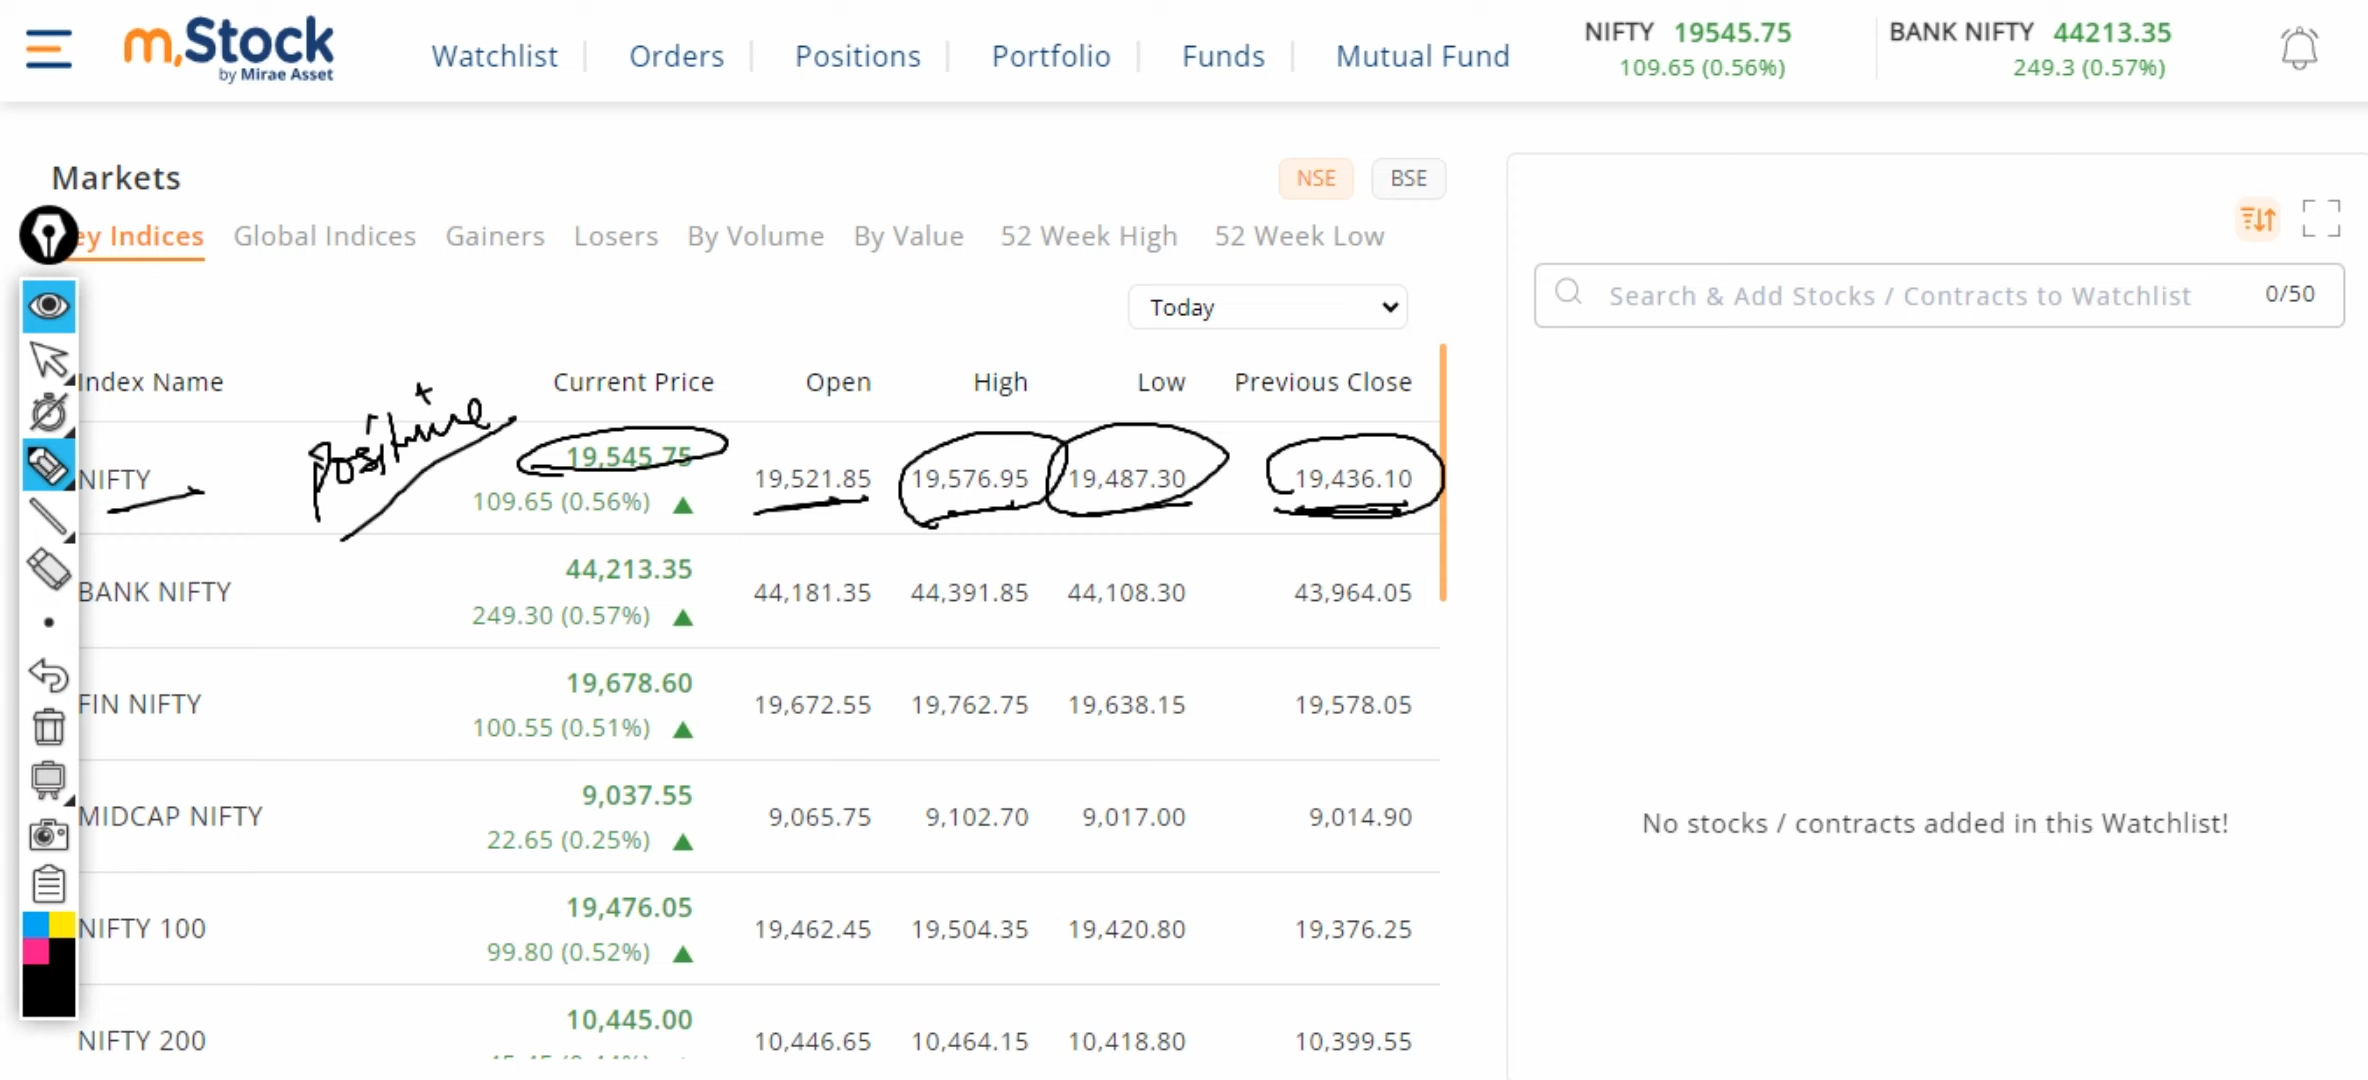 m.Stock
by Mirae Asset
Watchlist
Orders
Positions
Portfolio
Funds
Mutual Fund
NIFTY 19545.75
109.65 (0.56%)
BANK NIFTY 44213.35
249.3 (0.57%)
Markets
NSE
BSE
ey Indices
Global Indices
Gainers
Losers
By Volume
By Value
52 Week High
52 Week Low
Today
Search & Add Stocks / Contracts to Watchlist
0/50
Index Name Current Price Open High Low Previous Close
positive
+
NIFTY 19,545.75 19,521.85 19,576.95 19,487.30 19,436.10
109.65 (0.56%)
BANK NIFTY 44,213.35 44,181.35 44,391.85 44,108.30 43,964.05
249.30 (0.57%)
FIN NIFTY 19,678.60 19,672.55 19,762.75 19,638.15 19,578.05
100.55 (0.51%)
MIDCAP NIFTY 9,037.55 9,065.75 9,102.70 9,017.00 9,014.90
22.65 (0.25%)
NIFTY 100 19,476.05 19,462.45 19,504.35 19,420.80 19,376.25
99.80 (0.52%)
NIFTY 200 10,445.00 10,446.65 10,464.15 10,418.80 10,399.55
No stocks / contracts added in this Watchlist!